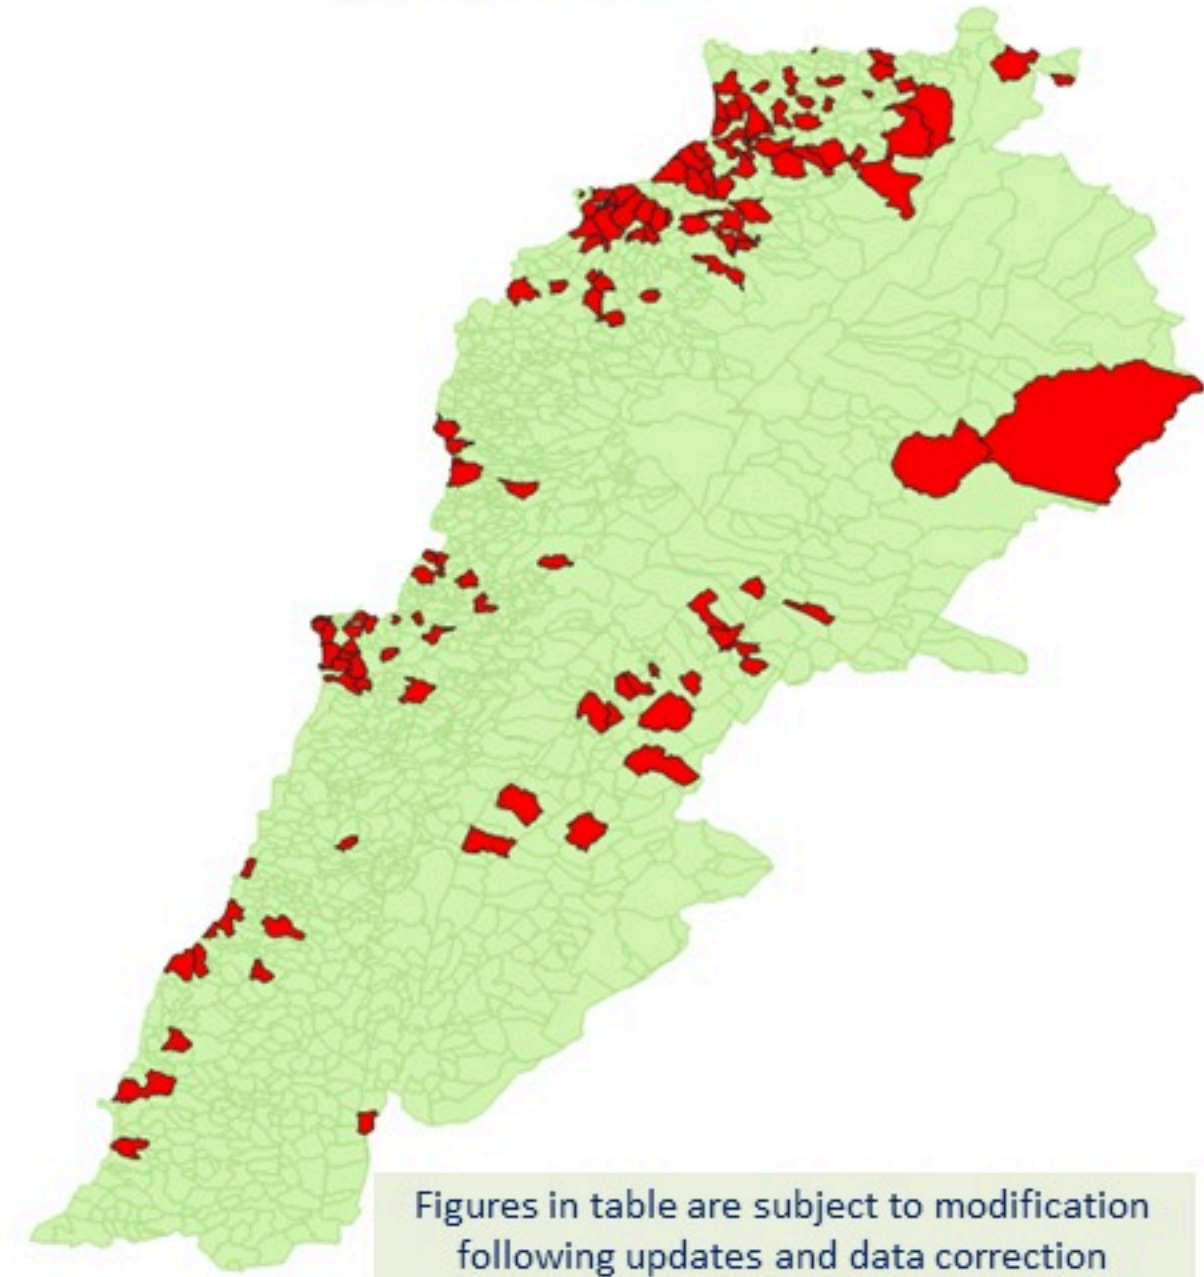 Figures in table are subject to modification
following updates and data correction